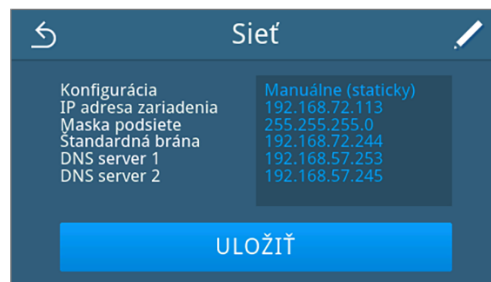 Sieť
Konfigurácia Manuálne (staticky)
IP adresa zariadenia 192.168.72.113
Maska podsiete 255.255.255.0
Štandardná brána 192.168.72.244
DNS server 1 192.168.57.253
DNS server 2 192.168.57.245
ULOŽIŤ